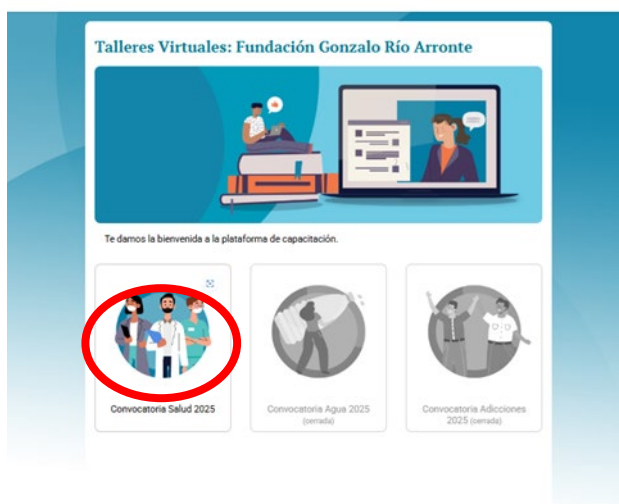 Talleres Virtuales: Fundación Gonzalo Río Arronte
Te damos la bienvenida a la plataforma de capacitación.
Convocatoria Salud 2025
Convocatoria Agua 2025
(cerrada)
Convocatoria Adicciones
2025 (cerrada)